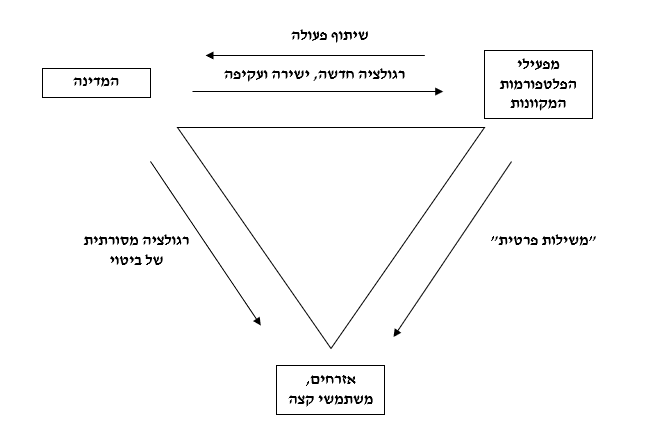 שיתוף פעולה
רגולציה חדשה, ישירה ועקיפה
מפעילי
הפלטפורמות
המקוונות
המדינה
רגולציה מסורתית
של ביטוי
"משילות פרטית"
אזרחים,
משתמשי קצה